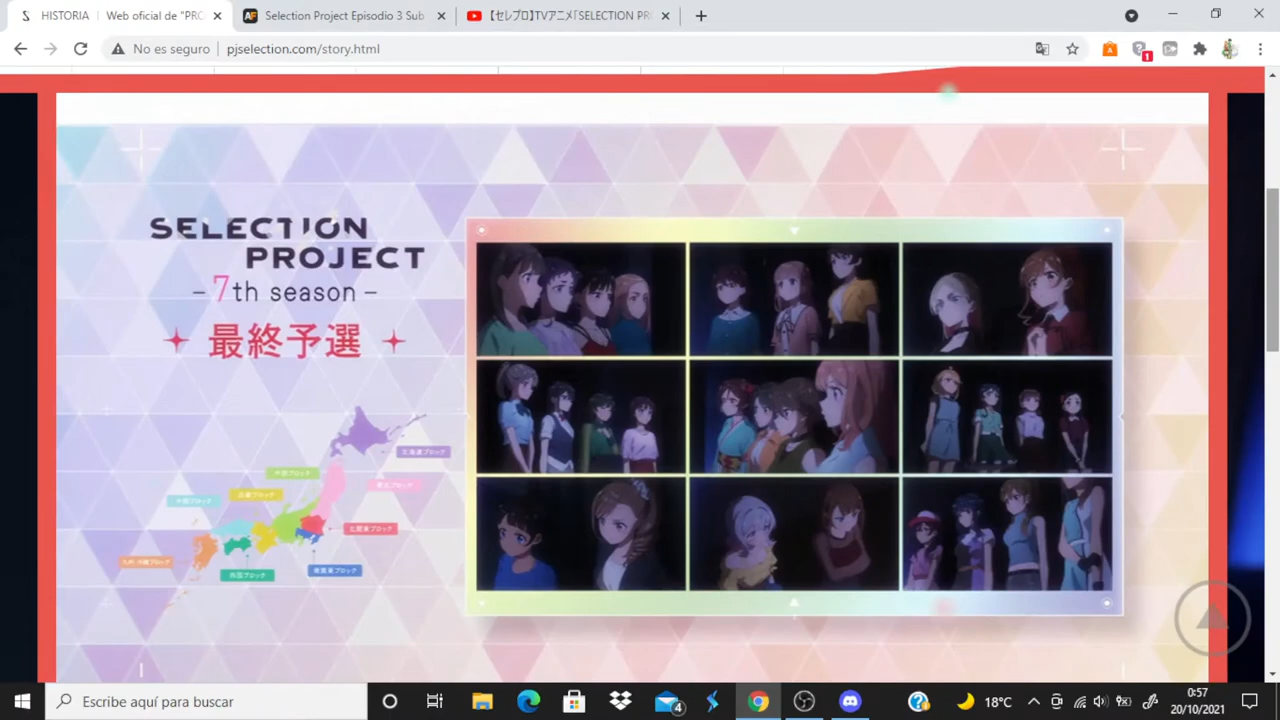 HISTORIA | Web oficial de "PRO
Selection Project Episodio 3 Sub
【セレプロ】TVアニメ「SELECTION PR
No es seguro | pjselection.com/story.html
1
SELECTION
PROJECT
-7th season-
最終予選
北海道ブロック
中部ブロック
東北ブロック
近畿ブロック
中国ブロック
北関東ブロック
九州・沖縄ブロック
南関東ブロック
四国ブロック
Escribe aquí para buscar
4
18°C
0:57
20/10/2021